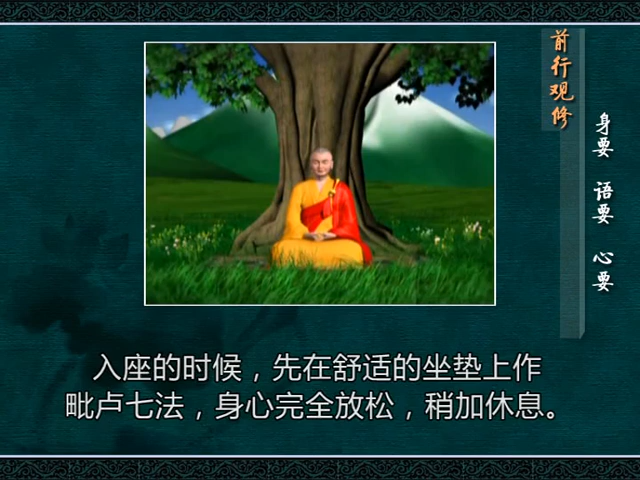 前行观修
身要 语要 心要
入座的时候，先在舒适的坐垫上作
毗卢七法，身心完全放松，稍加休息。